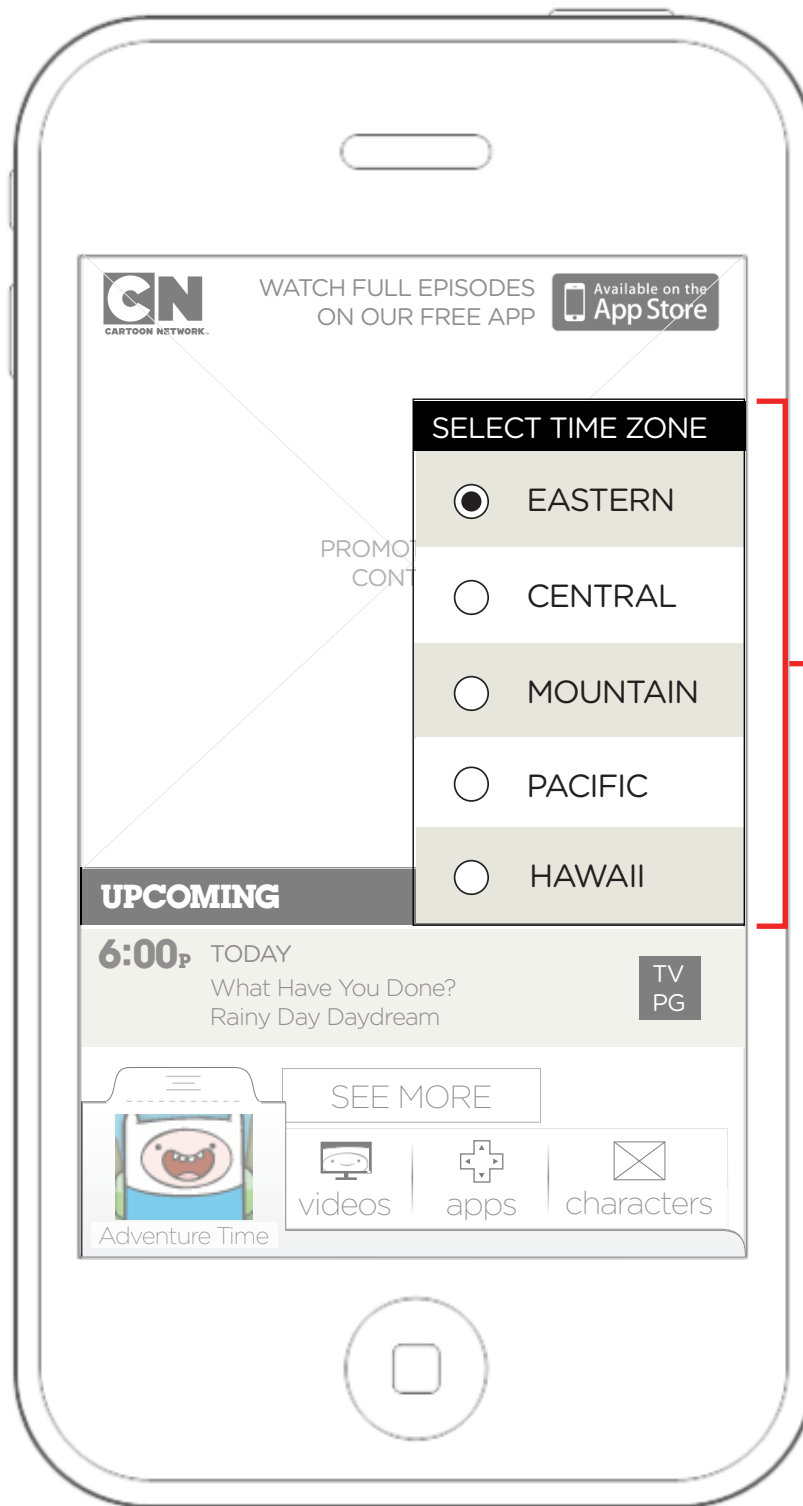 CN
CARTOON NETWORK™
WATCH FULL EPISODES
ON OUR FREE APP
Available on the
App Store
SELECT TIME ZONE
EASTERN
CENTRAL
MOUNTAIN
PACIFIC
HAWAII
PROMOT
CONT
UPCOMING
6:00P TODAY
What Have You Done?
Rainy Day Daydream
TV
PG
SEE MORE
videos
apps
characters
Adventure Time